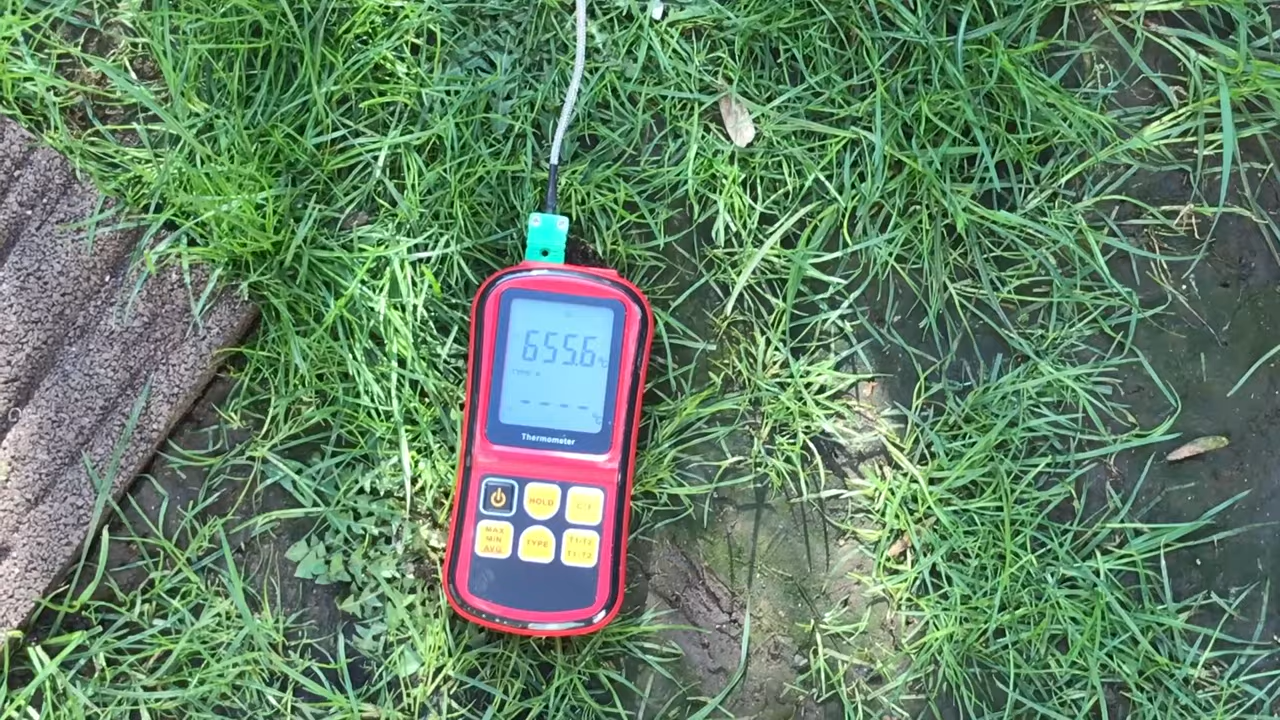 655.6 °C
TYPE K
- - - - °C
Thermometer
HOLD
MAX
MIN
AVG
TYPE
T1-T2